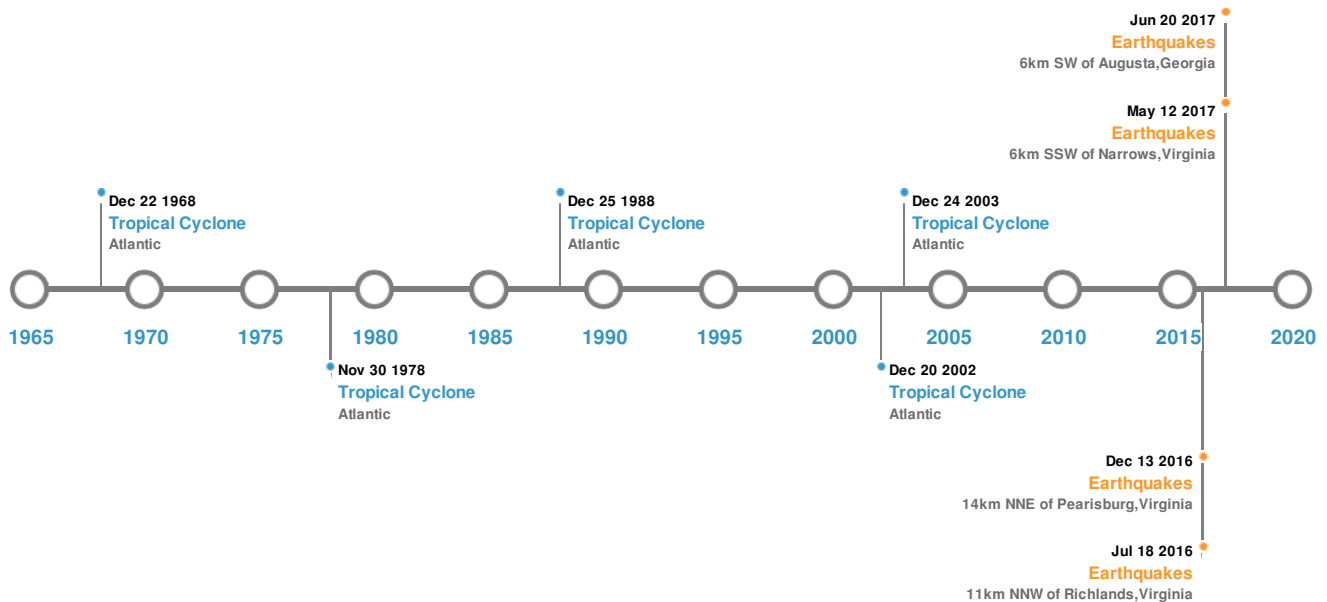 Jun 20 2017
Earthquakes
6km SW of Augusta,Georgia
May 12 2017
Earthquakes
6km SSW of Narrows,Virginia
Dec 22 1968
Tropical Cyclone
Atlantic
Dec 25 1988
Tropical Cyclone
Atlantic
Dec 24 2003
Tropical Cyclone
Atlantic
1965 1970 1975 1980 1985 1990 1995 2000 2005 2010 2015 2020
Nov 30 1978
Tropical Cyclone
Atlantic
Dec 20 2002
Tropical Cyclone
Atlantic
Dec 13 2016
Earthquakes
14km NNE of Pearisburg,Virginia
Jul 18 2016
Earthquakes
11km NNW of Richlands,Virginia